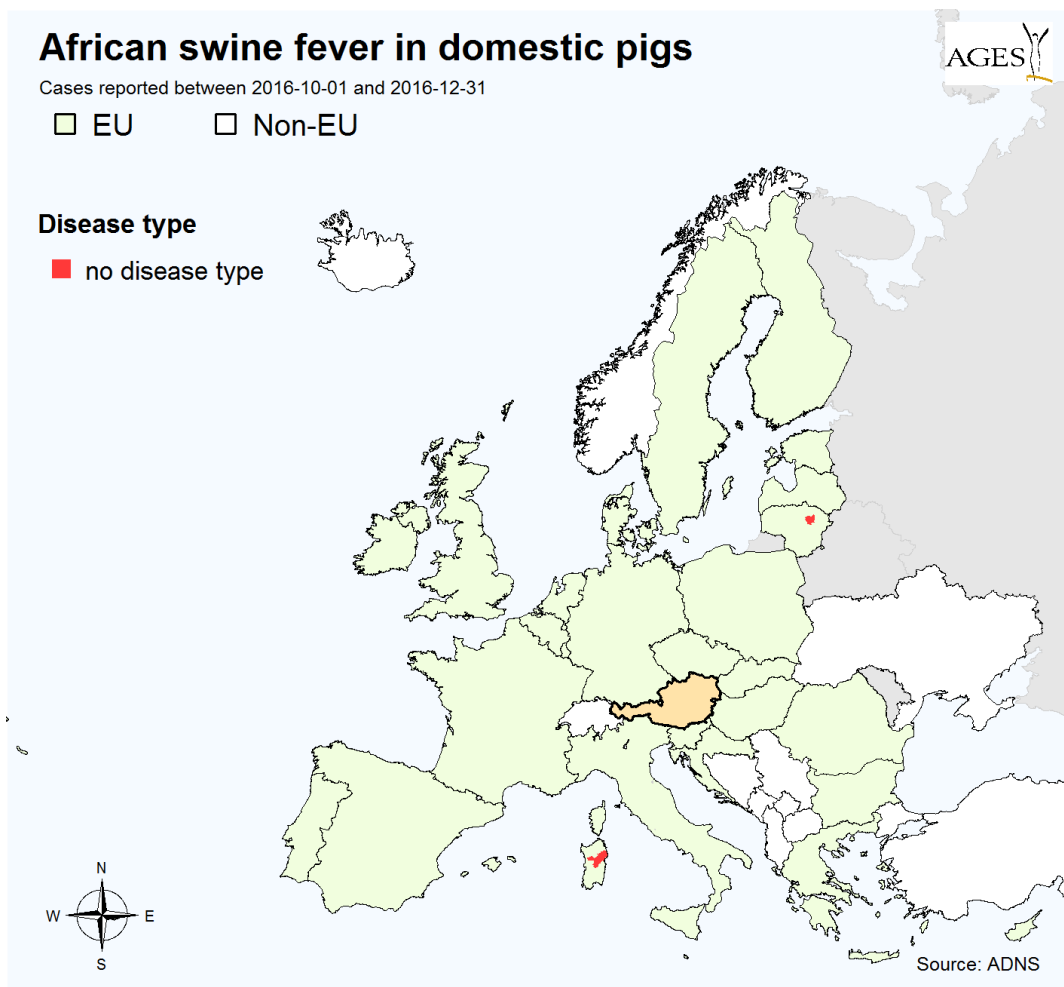 African swine fever in domestic pigs
Cases reported between 2016-10-01 and 2016-12-31
EU
Non-EU
AGES
Disease type
no disease type
N
W
E
S
Source: ADNS